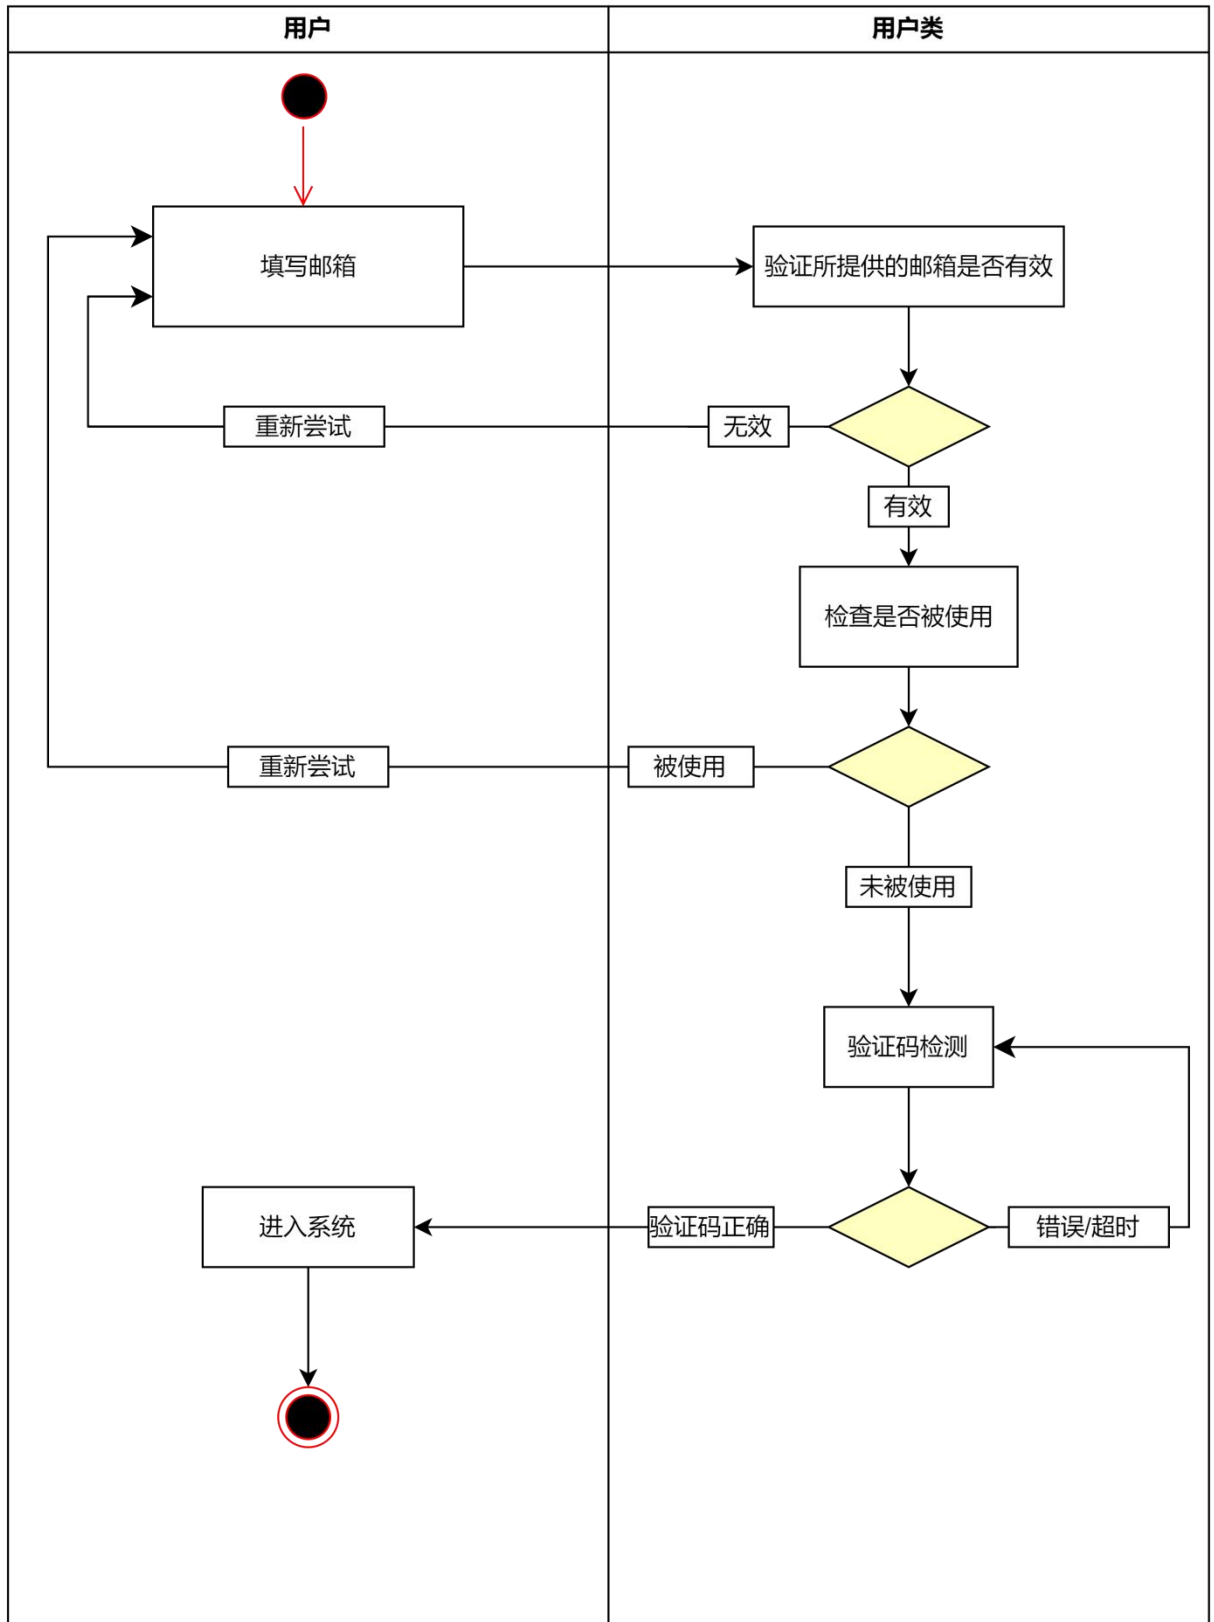 用户
用户类
填写邮箱
验证所提供的邮箱是否有效
重新尝试
无效
有效
检查是否被使用
重新尝试
被使用
未被使用
验证码检测
进入系统
验证码正确
错误/超时